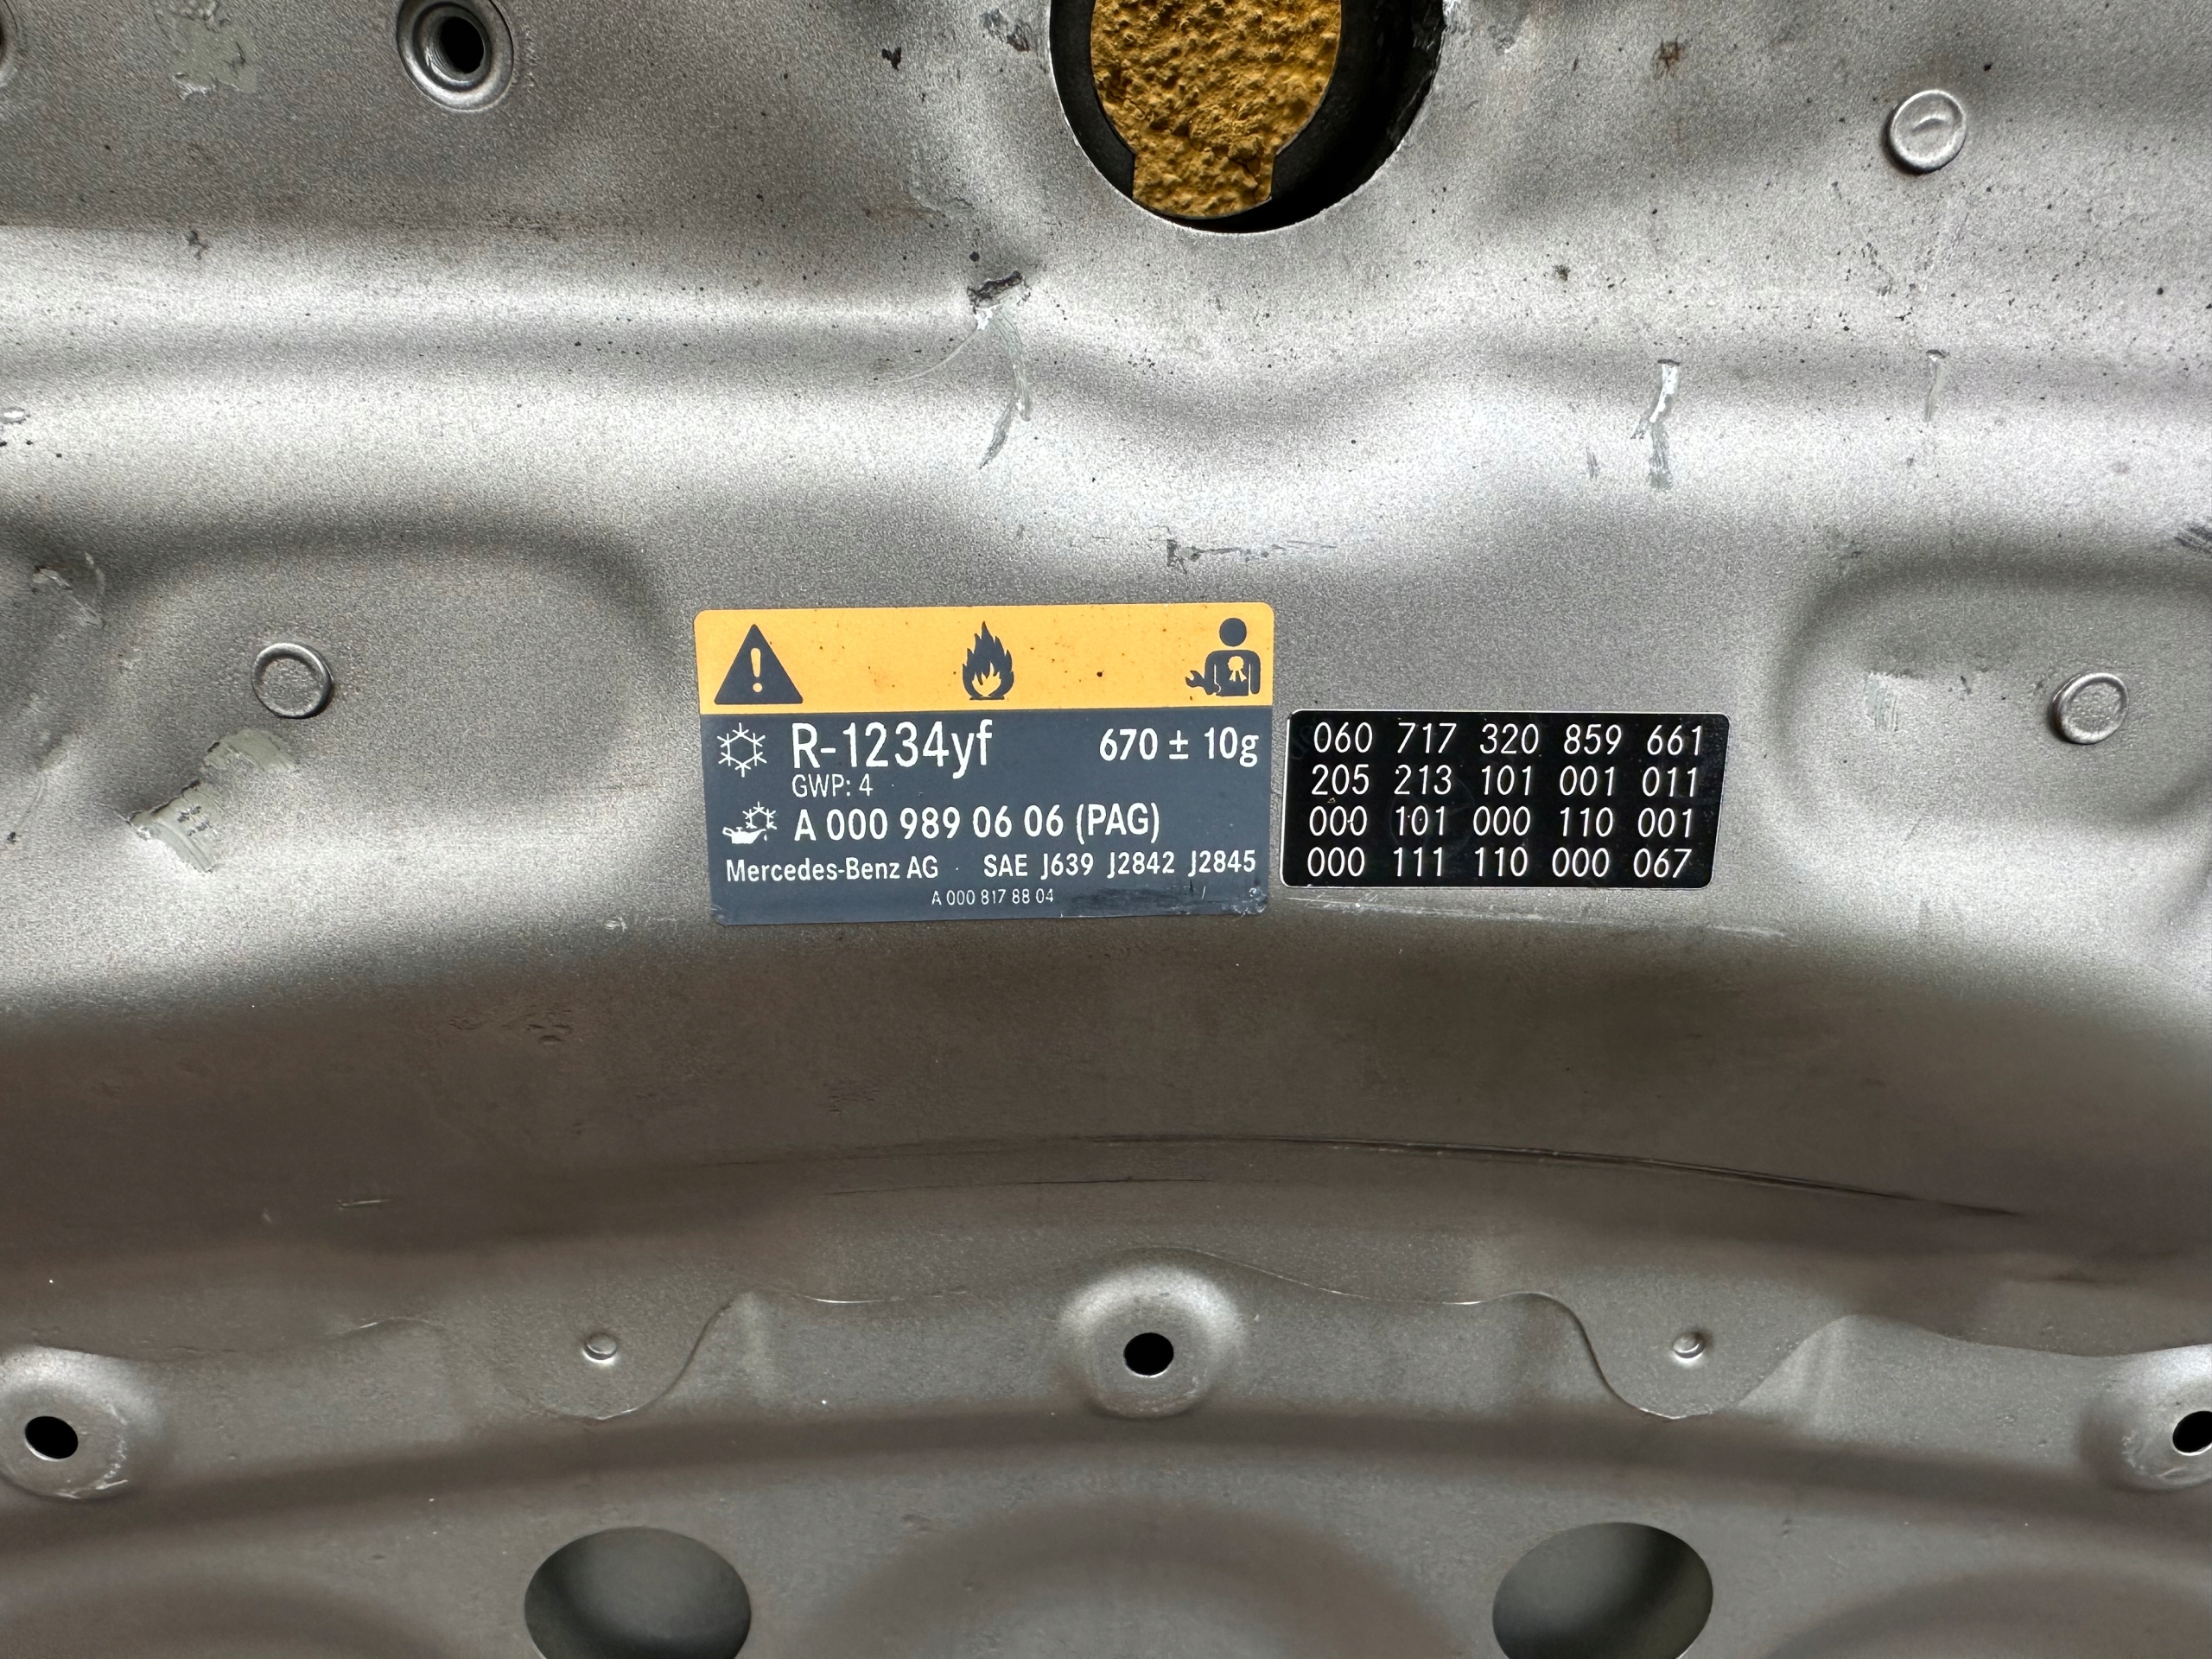 R-1234yf 670 ± 10g
GWP: 4
A 000 989 06 06 (PAG)
Mercedes-Benz AG SAE J639 J2842 J2845
A 000 817 88 04
060 717 320 859 661
205 213 101 001 011
000 101 000 110 001
000 111 110 000 067